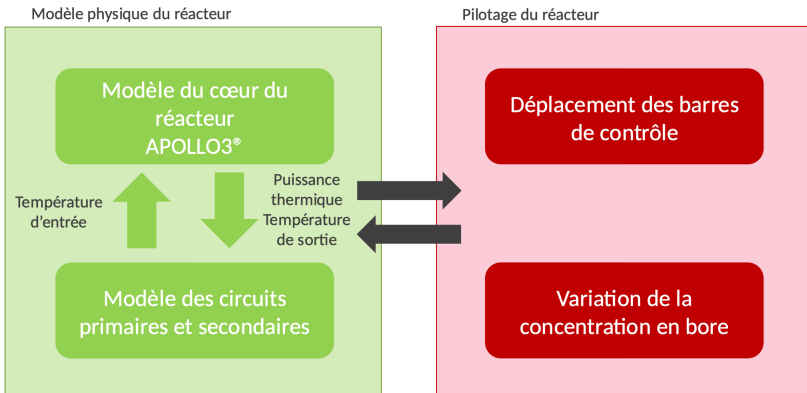 Modèle physique du réacteur
Pilotage du réacteur
Modèle du cœur du
réacteur
APOLLO3®
Déplacement des barres
de contrôle
Température
d’entrée
Puissance
thermique
Température
de sortie
Modèle des circuits
primaires et secondaires
Variation de la
concentration en bore